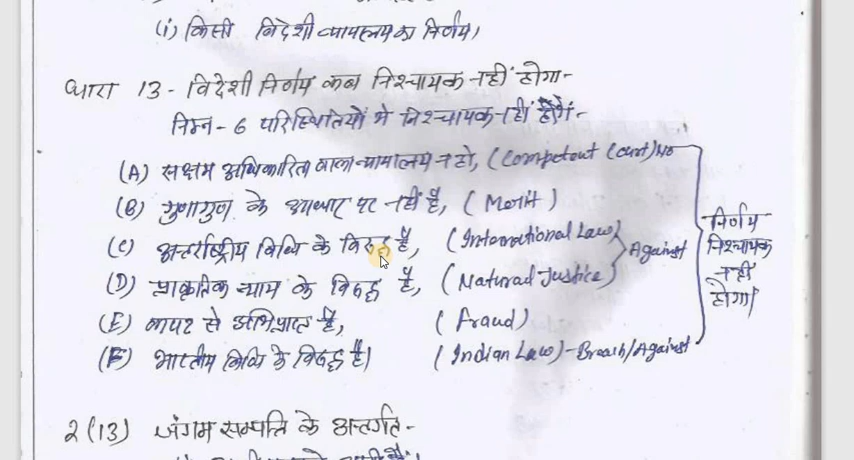 (i) किसी विदेशी न्यायालय का निर्णय,
धारा 13 - विदेशी निर्णय कब निश्चायक नहीं होगा -
निम्न - 6 परिस्थितियों में निश्चायक नहीं होंगें -
(A) सक्षम अधिकारिता वाला न्यायालय न हो, (Competent Court) No
(B) गुणागुण के आधार पर नहीं है, (Merit)
(C) अन्तर्राष्ट्रीय विधि के विरुद्ध है, (International Law)
(D) प्राकृतिक न्याय के विरुद्ध है, (Natural Justice) Against
(E) कपट से अभिप्राप्त है, (Fraud)
(F) भारतीय विधि के विरुद्ध है। (Indian Law) - Breach/Against
निर्णय
निश्चायक
नहीं
होगा।
2(13) जंगम सम्पत्ति के अन्तर्गत -